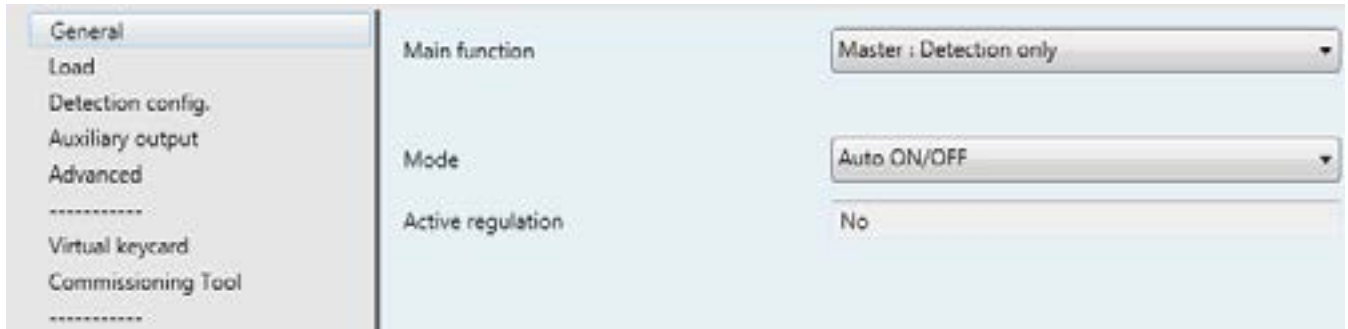 General
Load
Detection config.
Auxiliary output
Advanced
-----------
Virtual keycard
Commissioning Tool
-----------
Main function
Master : Detection only
Mode
Auto ON/OFF
Active regulation
No